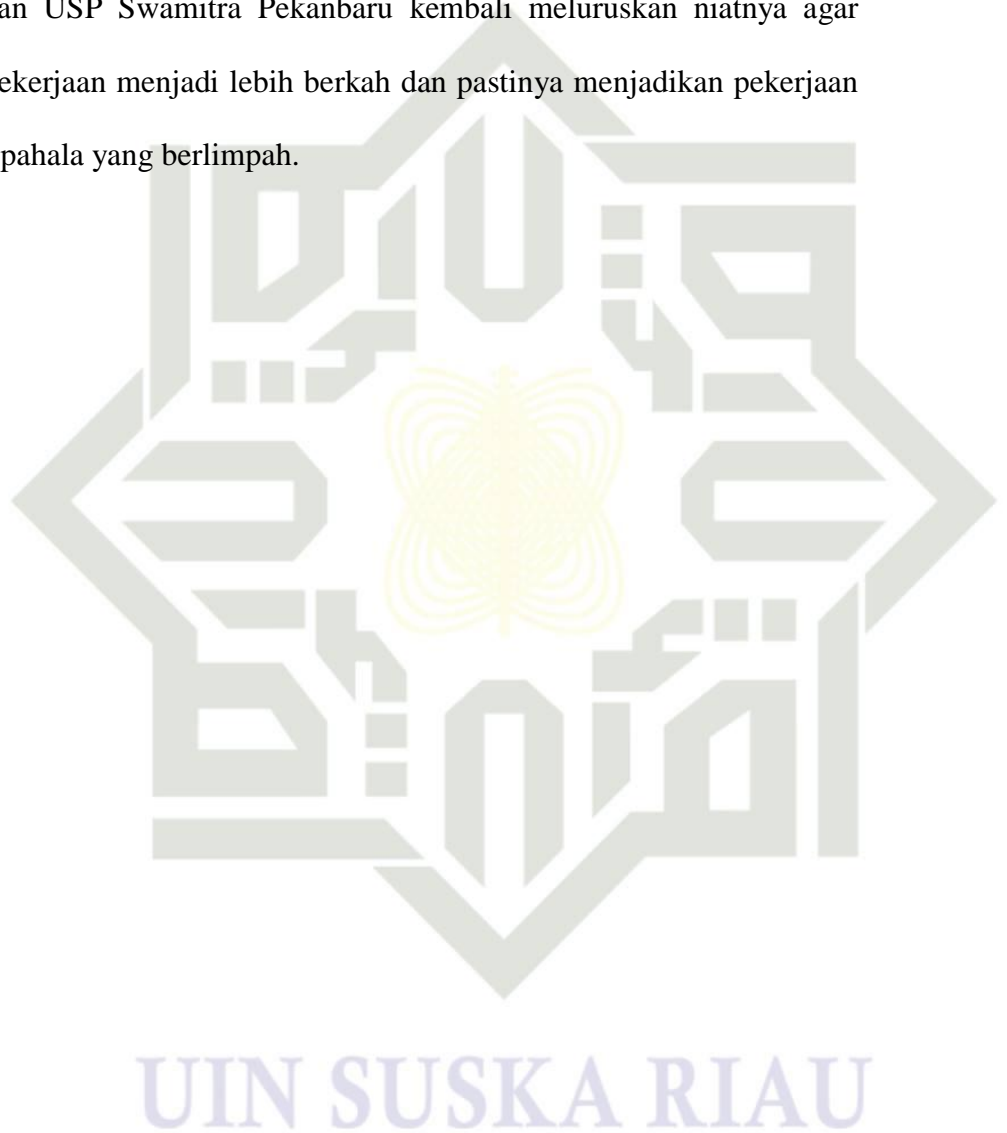 an USP Swamitra Pekanbaru kembali meluruskan niatnya agar
ekerjaan menjadi lebih berkah dan pastinya menjadikan pekerjaan
pahala yang berlimpah.
UIN SUSKA RIAU